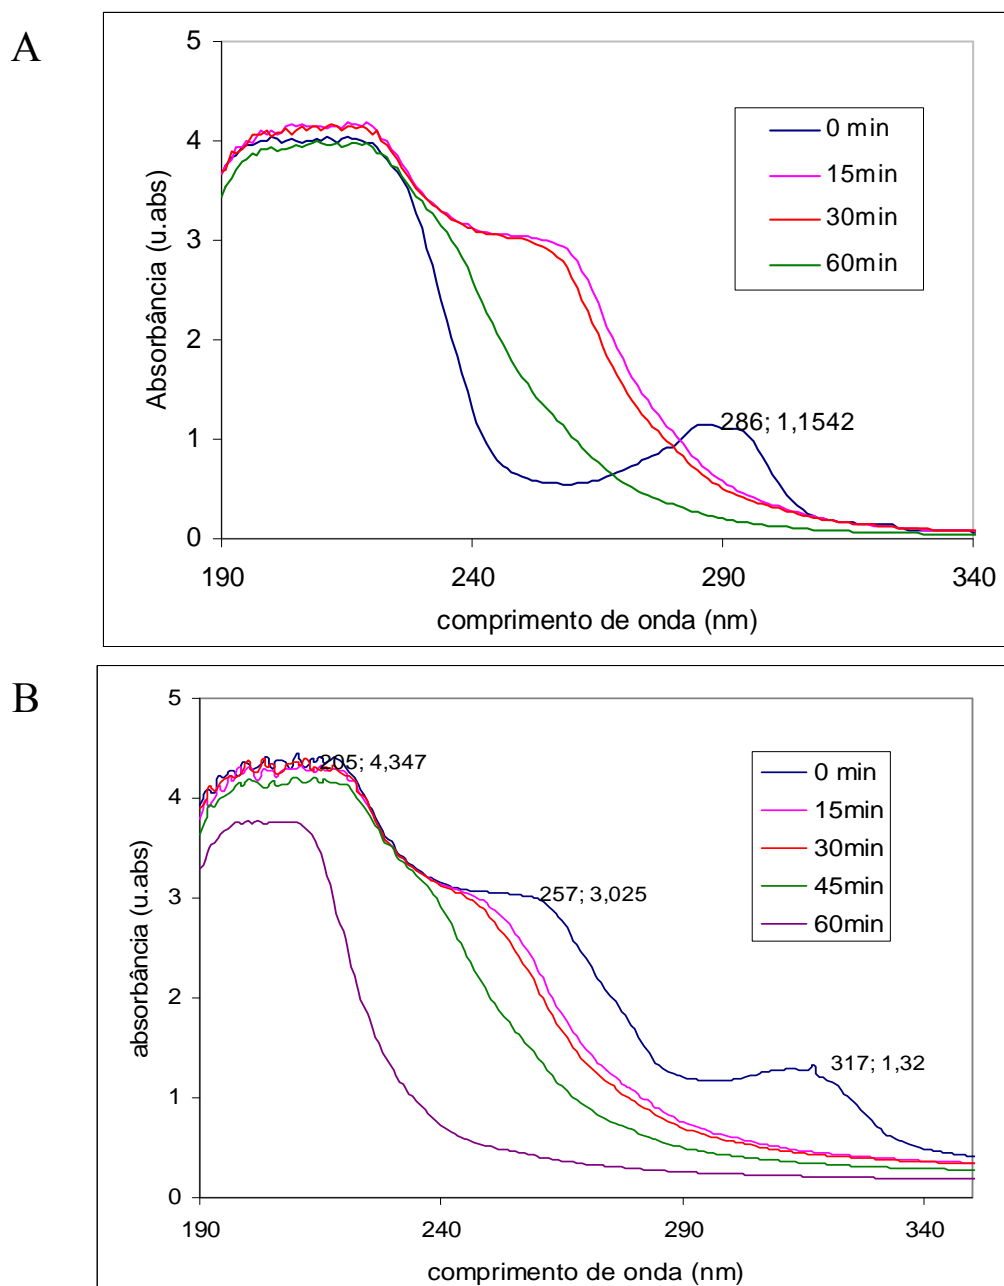 A
5
4
3
2
1
0
Absorbância (u.abs)
0 min
15min
30min
60min
286; 1,1542
190
240
290
340
comprimento de onda (nm)
B
5
4
3
2
1
0
absorbância (u.abs)
205; 4,347
257; 3,025
317; 1,32
0 min
15min
30min
45min
60min
190
240
290
340
comprimento de onda (nm)